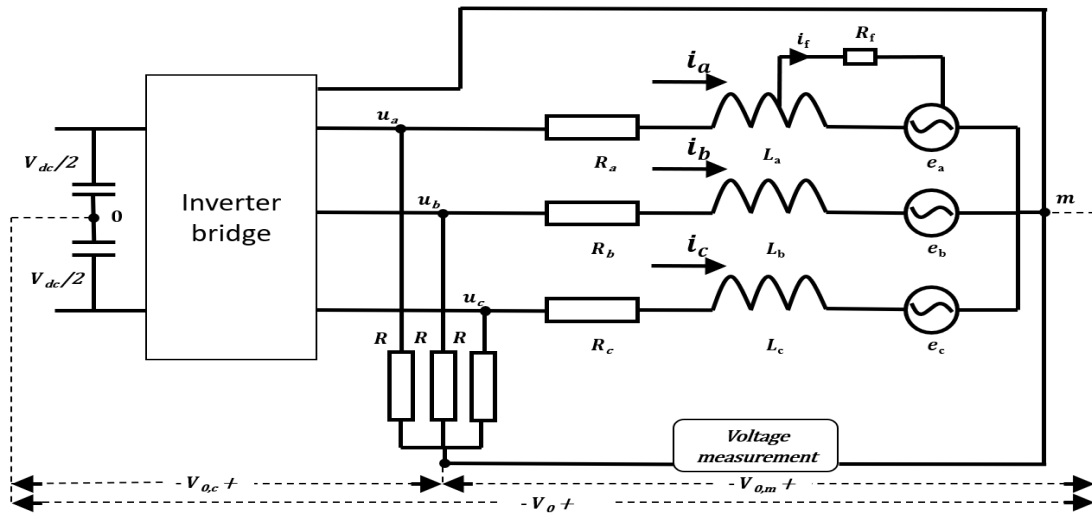 i_f
R_f
i_a
u_a
V_dc/2
R_a
L_a
e_a
i_b
0
Inverter
bridge
u_b
m
R_b
L_b
e_b
V_dc/2
i_c
u_c
R
R
R
R_c
L_c
e_c
Voltage
measurement
- V_0,c +
- V_0,m +
- V_0 +